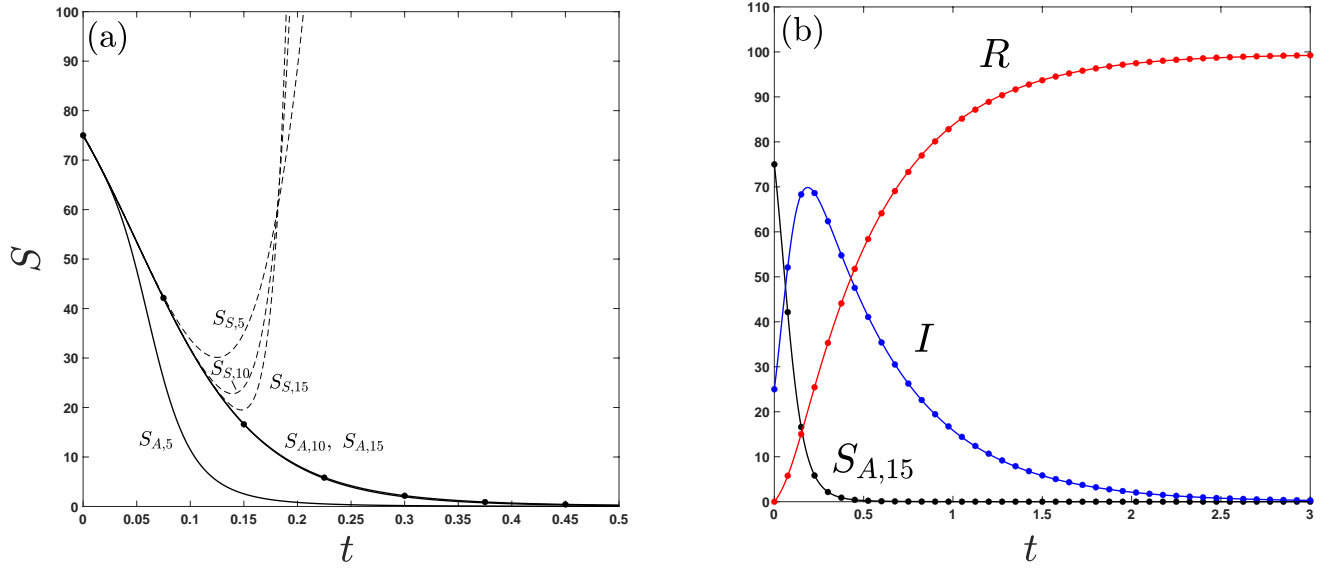 (a)
100
90
80
70
60
50
40
30
20
10
0
S
S_{S,5}
S_{S,10}
S_{S,15}
S_{A,5}
S_{A,10}, S_{A,15}
0 0.05 0.1 0.15 0.2 0.25 0.3 0.35 0.4 0.45 0.5
t
(b)
110
100
90
80
70
60
50
40
30
20
10
0
R
I
S_{A,15}
0 0.5 1 1.5 2 2.5 3
t